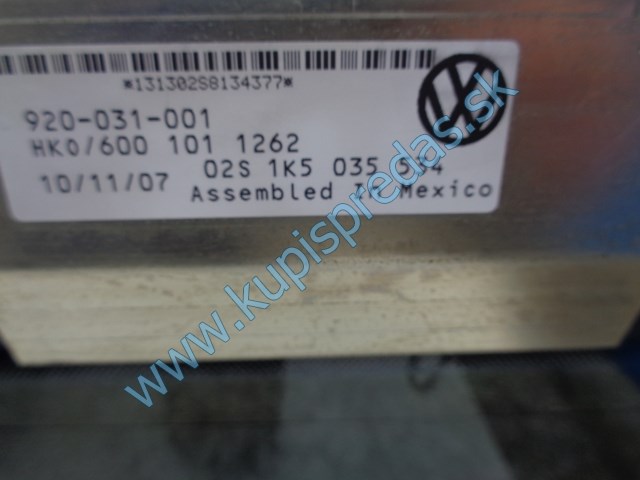 *131302S8134377*
920-031-001
HK0/600 101 1262
10/11/07 02S 1K5 035
Assembled In Mexico
www.kupispredas.sk